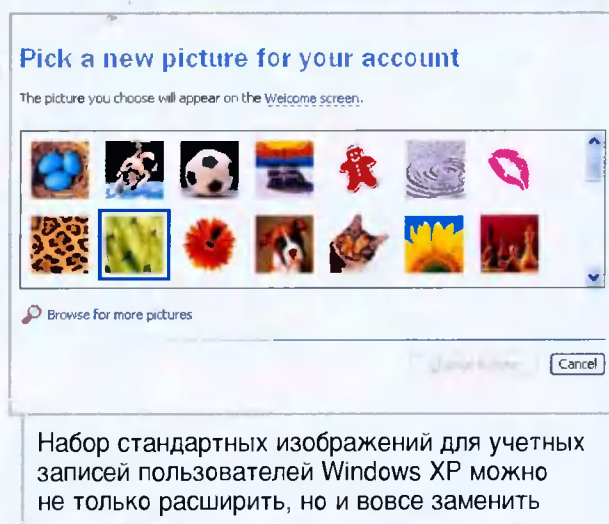 Pick a new picture for your account
The picture you choose will appear on the Welcome screen.
Browse for more pictures
Cancel
Набор стандартных изображений для учетных
записей пользователей Windows XP можно
не только расширить, но и вовсе заменить